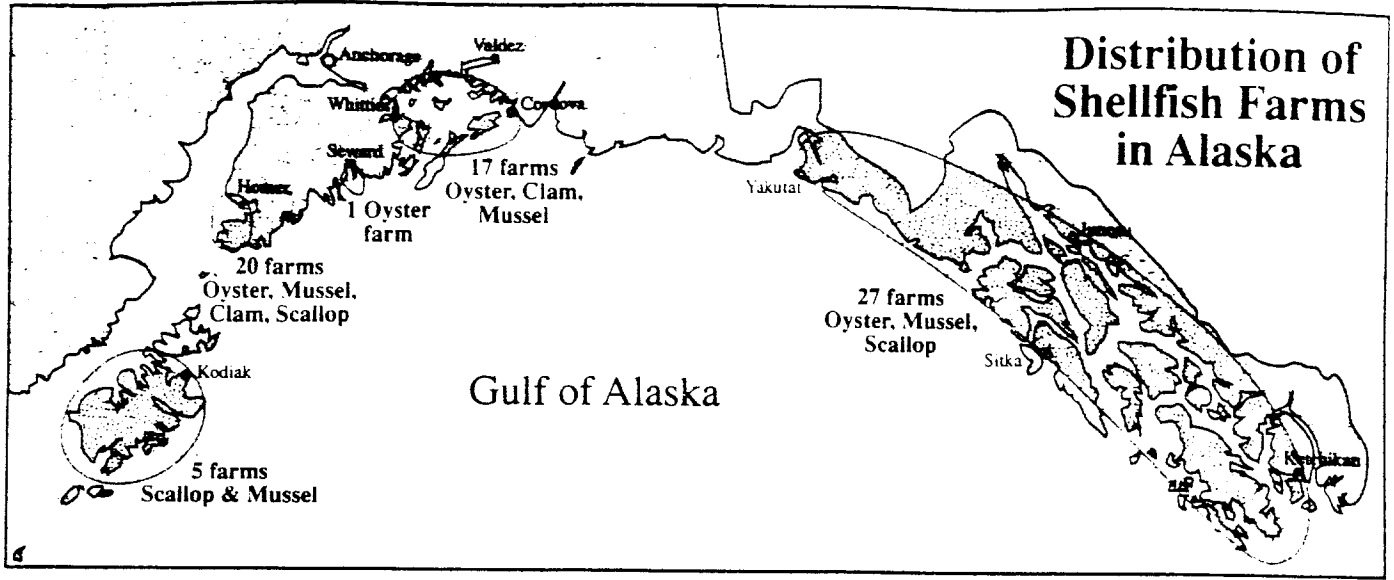 Distribution of
Shellfish Farms
in Alaska
Anchorage
Valdez
Whittier
Cordova
Seward
Homer
17 farms
Oyster, Clam,
Mussel
1 Oyster
farm
20 farms
Oyster, Mussel,
Clam, Scallop
Kodiak
5 farms
Scallop & Mussel
Gulf of Alaska
Yakutat
Juneau
27 farms
Oyster, Mussel,
Scallop
Sitka
Ketchikan